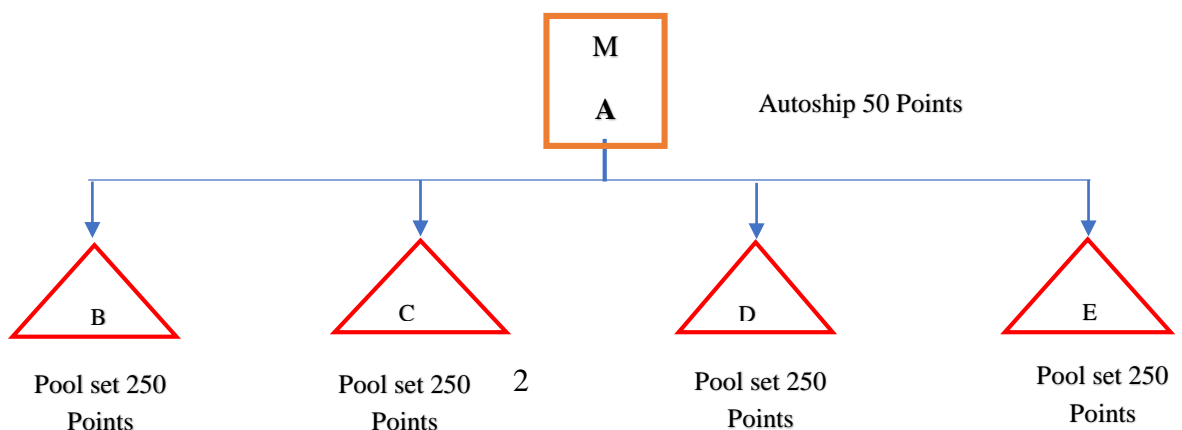 M
A
Autoship 50 Points
B
C
D
E
Pool set 250
Points
Pool set 250
Points
2
Pool set 250
Points
Pool set 250
Points